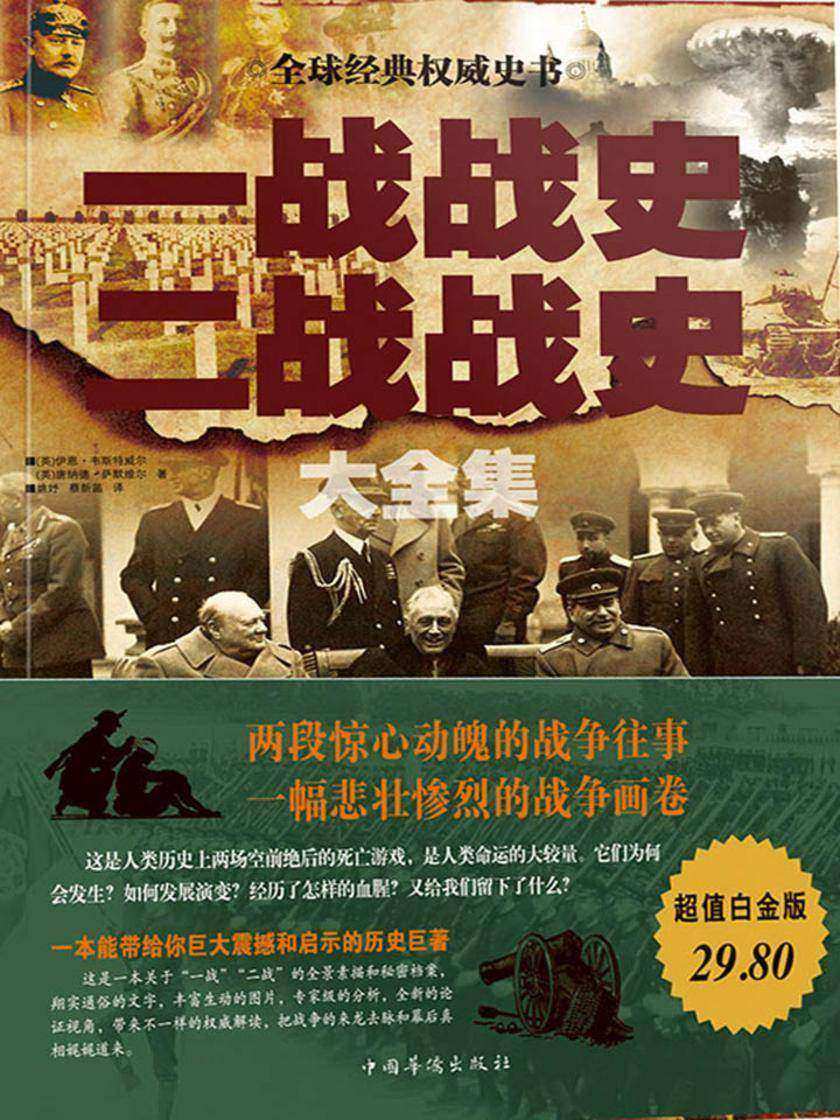 全球经典权威史书
一战战史
二战战史
大全集
(英)伊恩·韦斯特威尔
(英)唐纳德·萨默维尔 著
姚妤 蔡新苗 译
两段惊心动魄的战争往事
一幅悲壮惨烈的战争画卷
这是人类历史上两场空前绝后的死亡游戏，是人类命运的大较量。它们为何
会发生？如何发展演变？经历了怎样的血腥？又给我们留下了什么？
一本能带给你巨大震撼和启示的历史巨著
这是一本关于“一战”“二战”的全景素描和秘密档案，
翔实通俗的文字，丰富生动的图片，专家级的分析，全新的论
证视角，带来不一样的权威解读，把战争的来龙去脉和幕后真
相娓娓道来。
超值白金版
29.80
中国华侨出版社